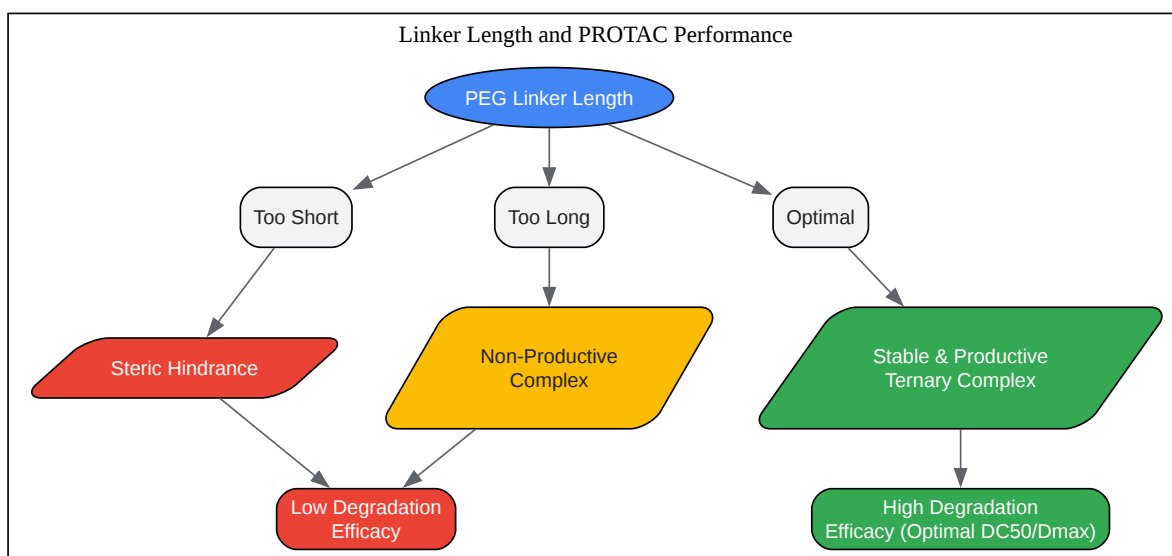 Linker Length and PROTAC Performance
PEG Linker Length
Too Short
Too Long
Optimal
Steric Hindrance
Non-Productive
Complex
Stable & Productive
Ternary Complex
Low Degradation
Efficacy
High Degradation
Efficacy (Optimal DC50/Dmax)